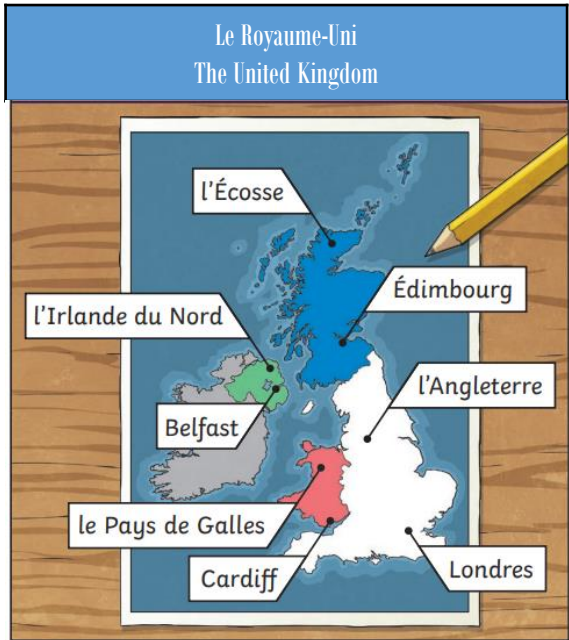 Le Royaume-Uni
The United Kingdom
l'Écosse
Édimbourg
l'Irlande du Nord
l'Angleterre
Belfast
le Pays de Galles
Cardiff
Londres